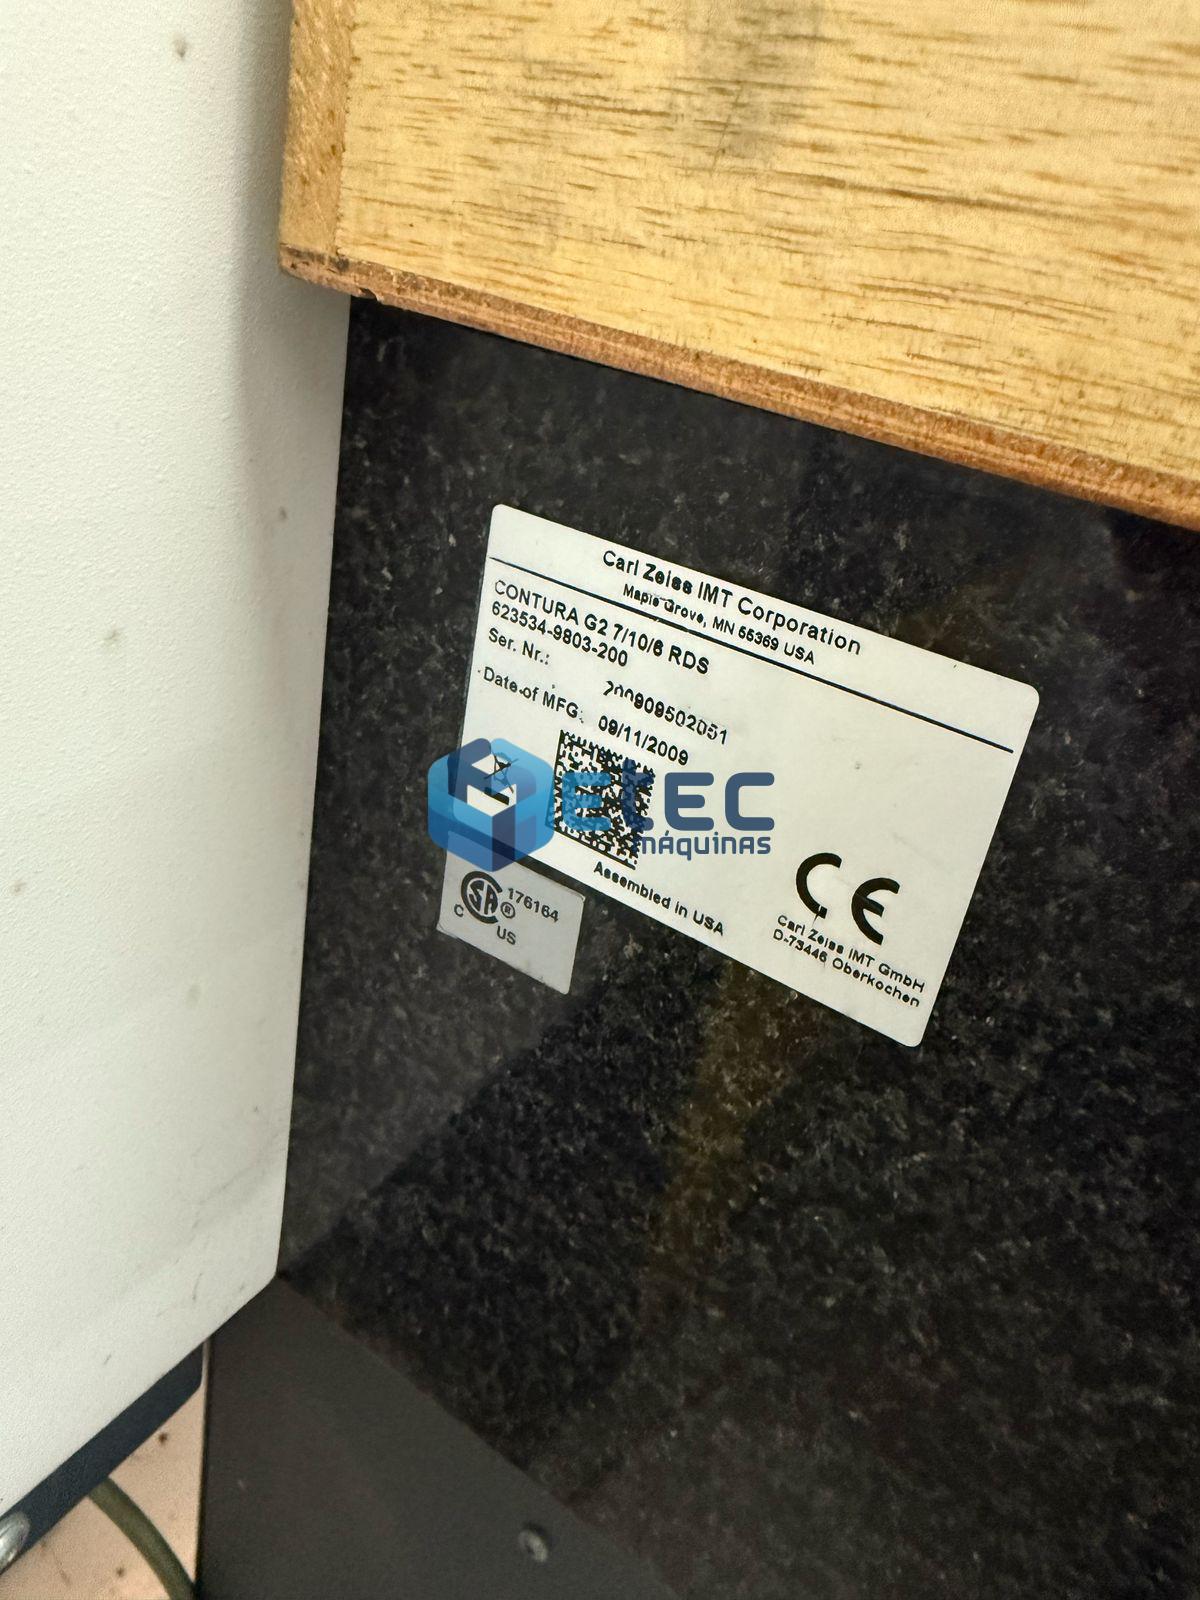 Carl Zeiss IMT Corporation
Maple Grove, MN 55369 USA
CONTURA G2 7/10/6 RDS
623534-9803-200
Ser. Nr.: 200909502051
Date of MFG: 09/11/2009
ELEC
MÁQUINAS
Assembled in USA
CE
Carl Zeiss IMT GmbH
D-73446 Oberkochen
CSA® 176164
C US